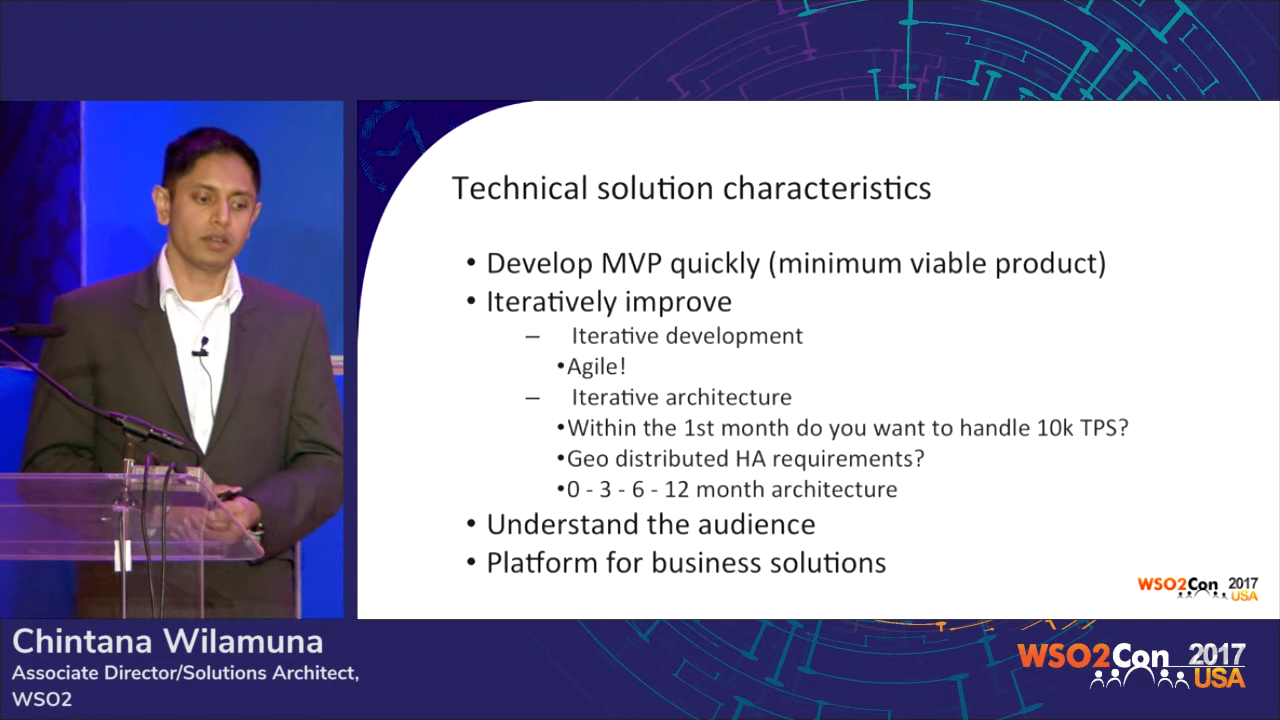 Technical solution characteristics
• Develop MVP quickly (minimum viable product)
• Iteratively improve
– Iterative development
•Agile!
– Iterative architecture
•Within the 1st month do you want to handle 10k TPS?
•Geo distributed HA requirements?
•0 - 3 - 6 - 12 month architecture
• Understand the audience
• Platform for business solutions
WSO2Con 2017
USA
Chintana Wilamuna
Associate Director/Solutions Architect,
WSO2
WSO2Con 2017
USA